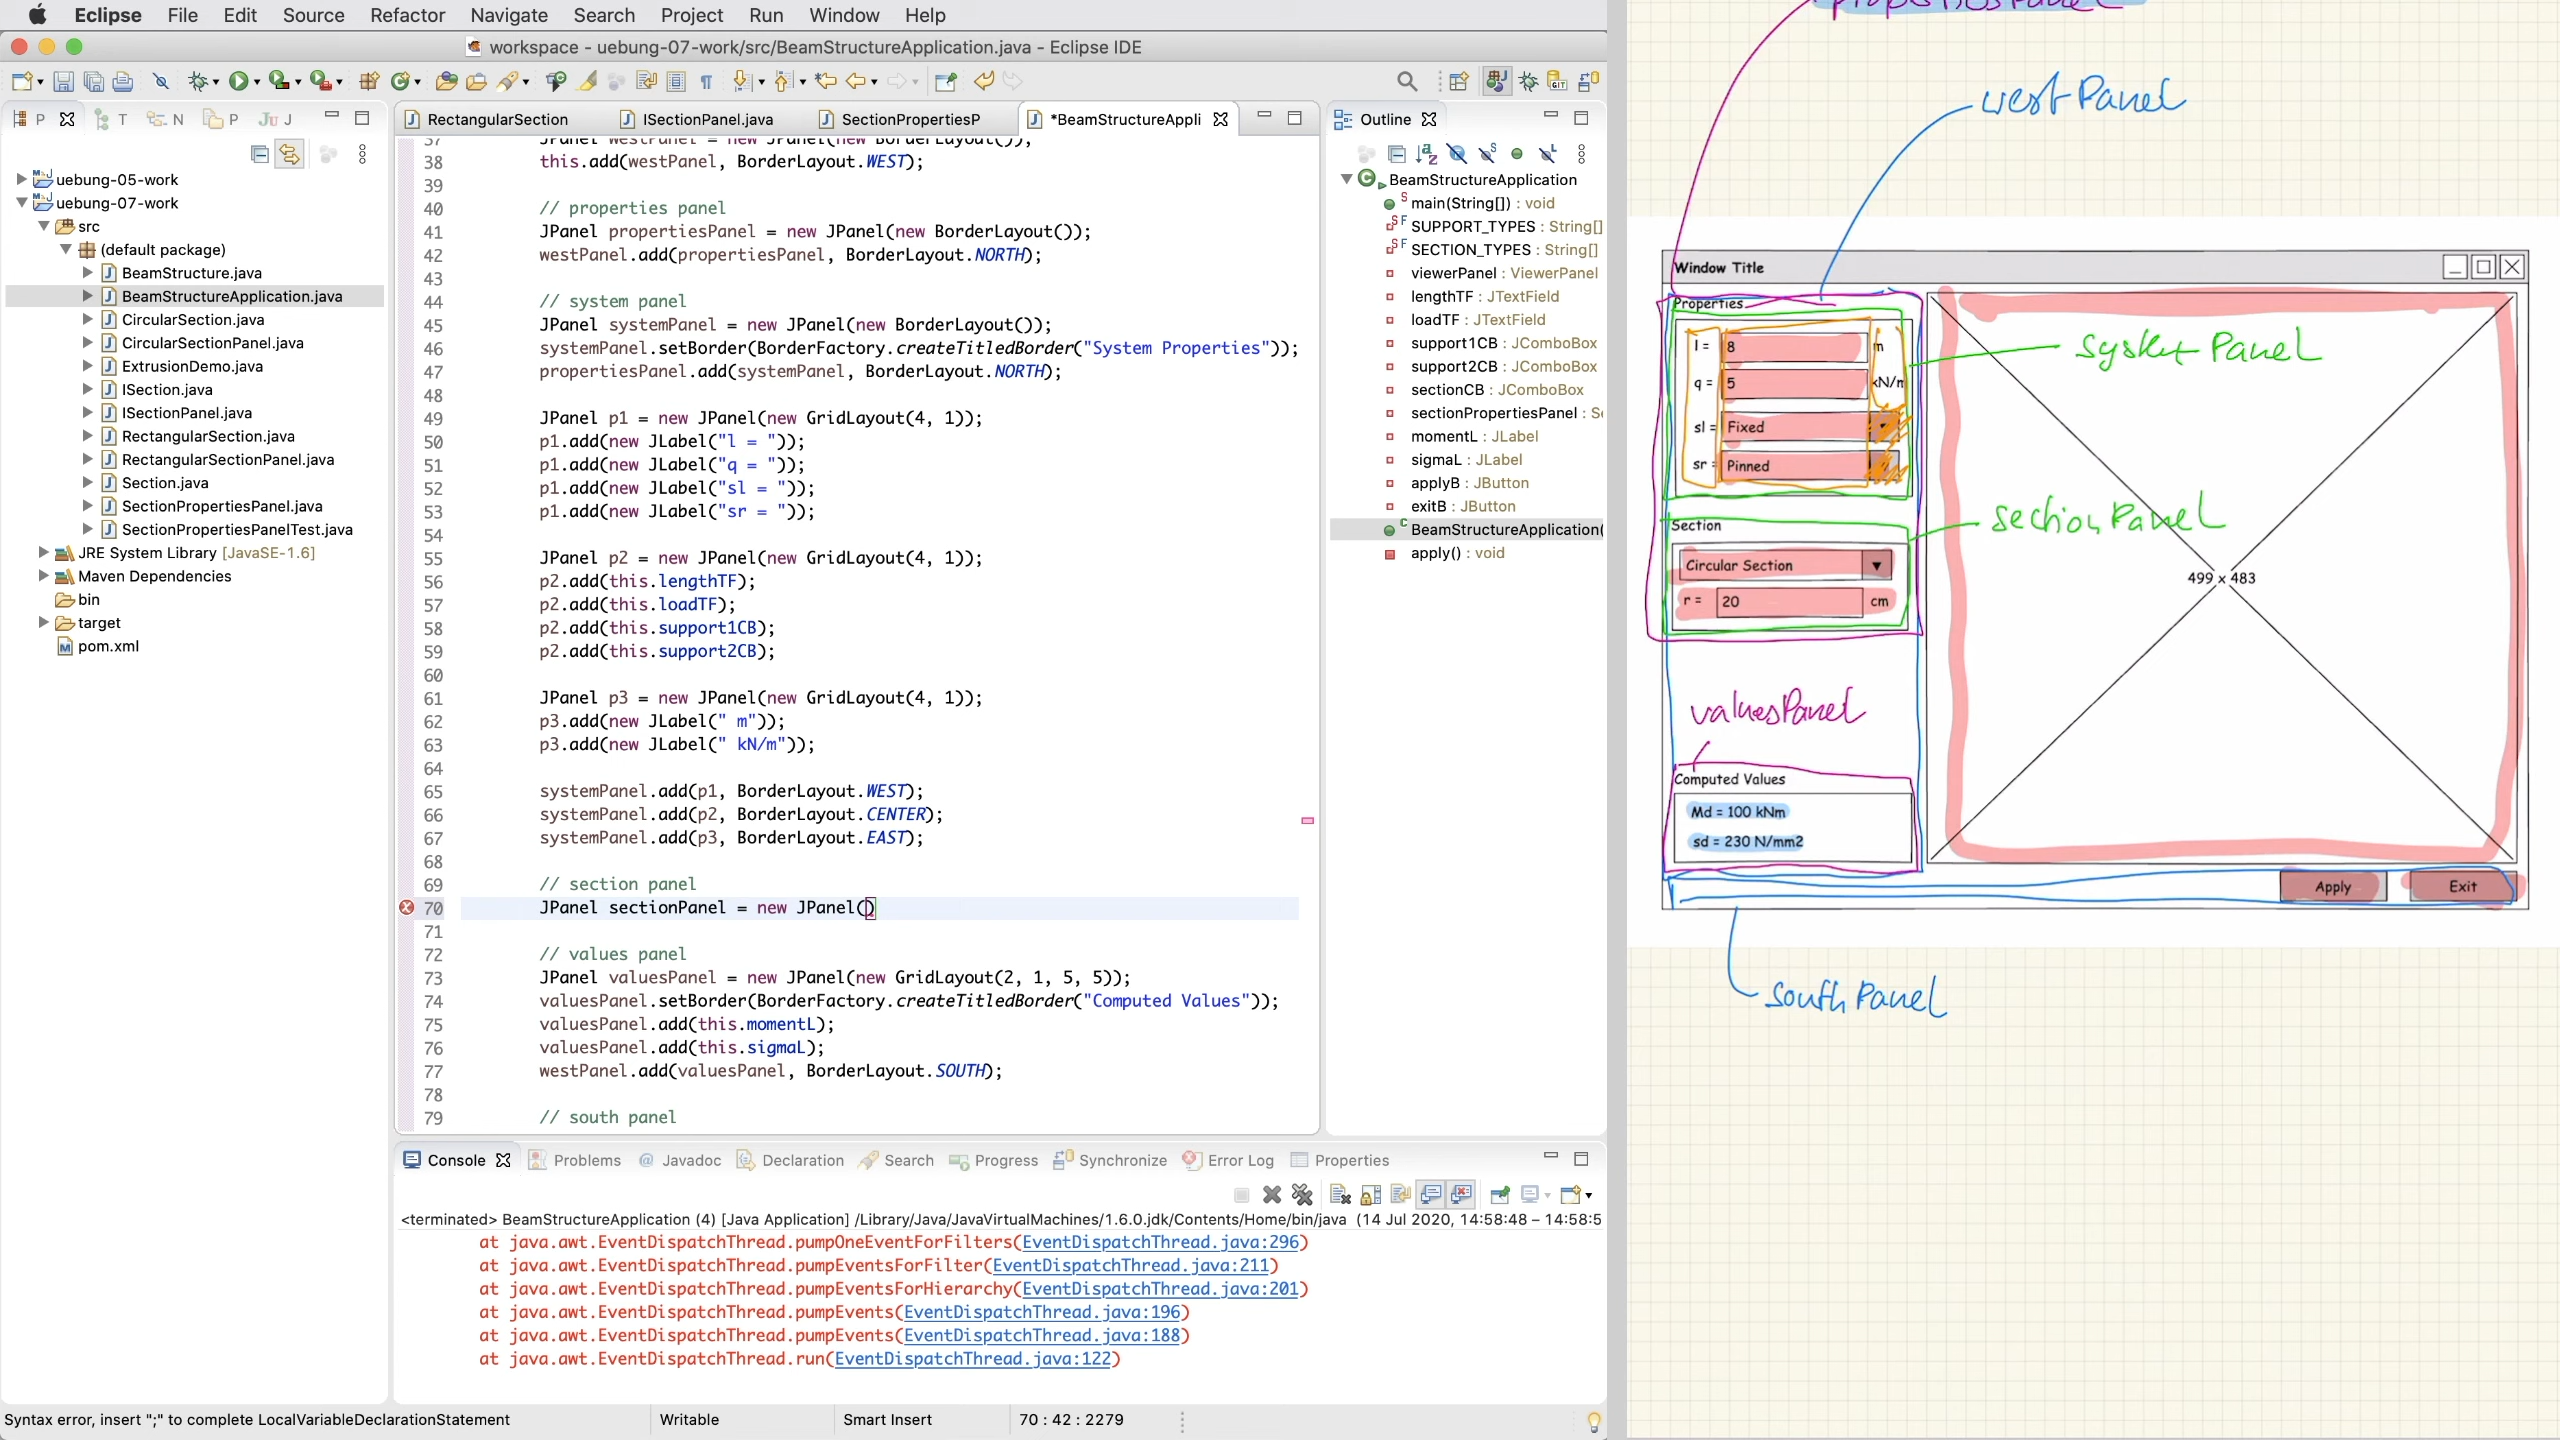 Eclipse File Edit Source Refactor Navigate Search Project Run Window Help
workspace - uebung-07-work/src/BeamStructureApplication.java - Eclipse IDE
P T N P J
uebung-05-work
uebung-07-work
src
(default package)
BeamStructure.java
BeamStructureApplication.java
CircularSection.java
CircularSectionPanel.java
ExtrusionDemo.java
ISection.java
ISectionPanel.java
RectangularSection.java
RectangularSectionPanel.java
Section.java
SectionPropertiesPanel.java
SectionPropertiesPanelTest.java
JRE System Library [JavaSE-1.6]
Maven Dependencies
bin
target
pom.xml
RectangularSection ISectionPanel.java SectionPropertiesP *BeamStructureAppli
37 JPanel westPanel = new JPanel(new BorderLayout());
38 this.add(westPanel, BorderLayout.WEST);
39
40 // properties panel
41 JPanel propertiesPanel = new JPanel(new BorderLayout());
42 westPanel.add(propertiesPanel, BorderLayout.NORTH);
43
44 // system panel
45 JPanel systemPanel = new JPanel(new BorderLayout());
46 systemPanel.setBorder(BorderFactory.createTitledBorder("System Properties"));
47 propertiesPanel.add(systemPanel, BorderLayout.NORTH);
48
49 JPanel p1 = new JPanel(new GridLayout(4, 1));
50 p1.add(new JLabel("l = "));
51 p1.add(new JLabel("q = "));
52 p1.add(new JLabel("sl = "));
53 p1.add(new JLabel("sr = "));
54
55 JPanel p2 = new JPanel(new GridLayout(4, 1));
56 p2.add(this.lengthTF);
57 p2.add(this.loadTF);
58 p2.add(this.support1CB);
59 p2.add(this.support2CB);
60
61 JPanel p3 = new JPanel(new GridLayout(4, 1));
62 p3.add(new JLabel(" m"));
63 p3.add(new JLabel(" kN/m"));
64
65 systemPanel.add(p1, BorderLayout.WEST);
66 systemPanel.add(p2, BorderLayout.CENTER);
67 systemPanel.add(p3, BorderLayout.EAST);
68
69 // section panel
70 JPanel sectionPanel = new JPanel()
71
72 // values panel
73 JPanel valuesPanel = new JPanel(new GridLayout(2, 1, 5, 5));
74 valuesPanel.setBorder(BorderFactory.createTitledBorder("Computed Values"));
75 valuesPanel.add(this.momentL);
76 valuesPanel.add(this.sigmaL);
77 westPanel.add(valuesPanel, BorderLayout.SOUTH);
78
79 // south panel
Outline
BeamStructureApplication
main(String[]) : void
SUPPORT_TYPES : String[]
SECTION_TYPES : String[]
viewerPanel : ViewerPanel
lengthTF : JTextField
loadTF : JTextField
support1CB : JComboBox
support2CB : JComboBox
sectionCB : JComboBox
sectionPropertiesPanel : S
momentL : JLabel
sigmaL : JLabel
applyB : JButton
exitB : JButton
BeamStructureApplication(
apply() : void
Console Problems Javadoc Declaration Search Progress Synchronize Error Log Properties
<terminated> BeamStructureApplication (4) [Java Application] /Library/Java/JavaVirtualMachines/1.6.0.jdk/Contents/Home/bin/java (14 Jul 2020, 14:58:48 – 14:58:5
at java.awt.EventDispatchThread.pumpOneEventForFilters(EventDispatchThread.java:296)
at java.awt.EventDispatchThread.pumpEventsForFilter(EventDispatchThread.java:211)
at java.awt.EventDispatchThread.pumpEventsForHierarchy(EventDispatchThread.java:201)
at java.awt.EventDispatchThread.pumpEvents(EventDispatchThread.java:196)
at java.awt.EventDispatchThread.pumpEvents(EventDispatchThread.java:188)
at java.awt.EventDispatchThread.run(EventDispatchThread.java:122)
Syntax error, insert ";" to complete LocalVariableDeclarationStatement Writable Smart Insert 70 : 42 : 2279
propertiesPanel
westPanel
Window Title
Properties
l = 8 m
q = 5 kN/m
sl = Fixed
sr = Pinned
System Panel
Section
sectionPanel
Circular Section
r = 20 cm
499 x 483
valuesPanel
Computed Values
Md = 100 kNm
sd = 230 N/mm2
Apply Exit
southPanel